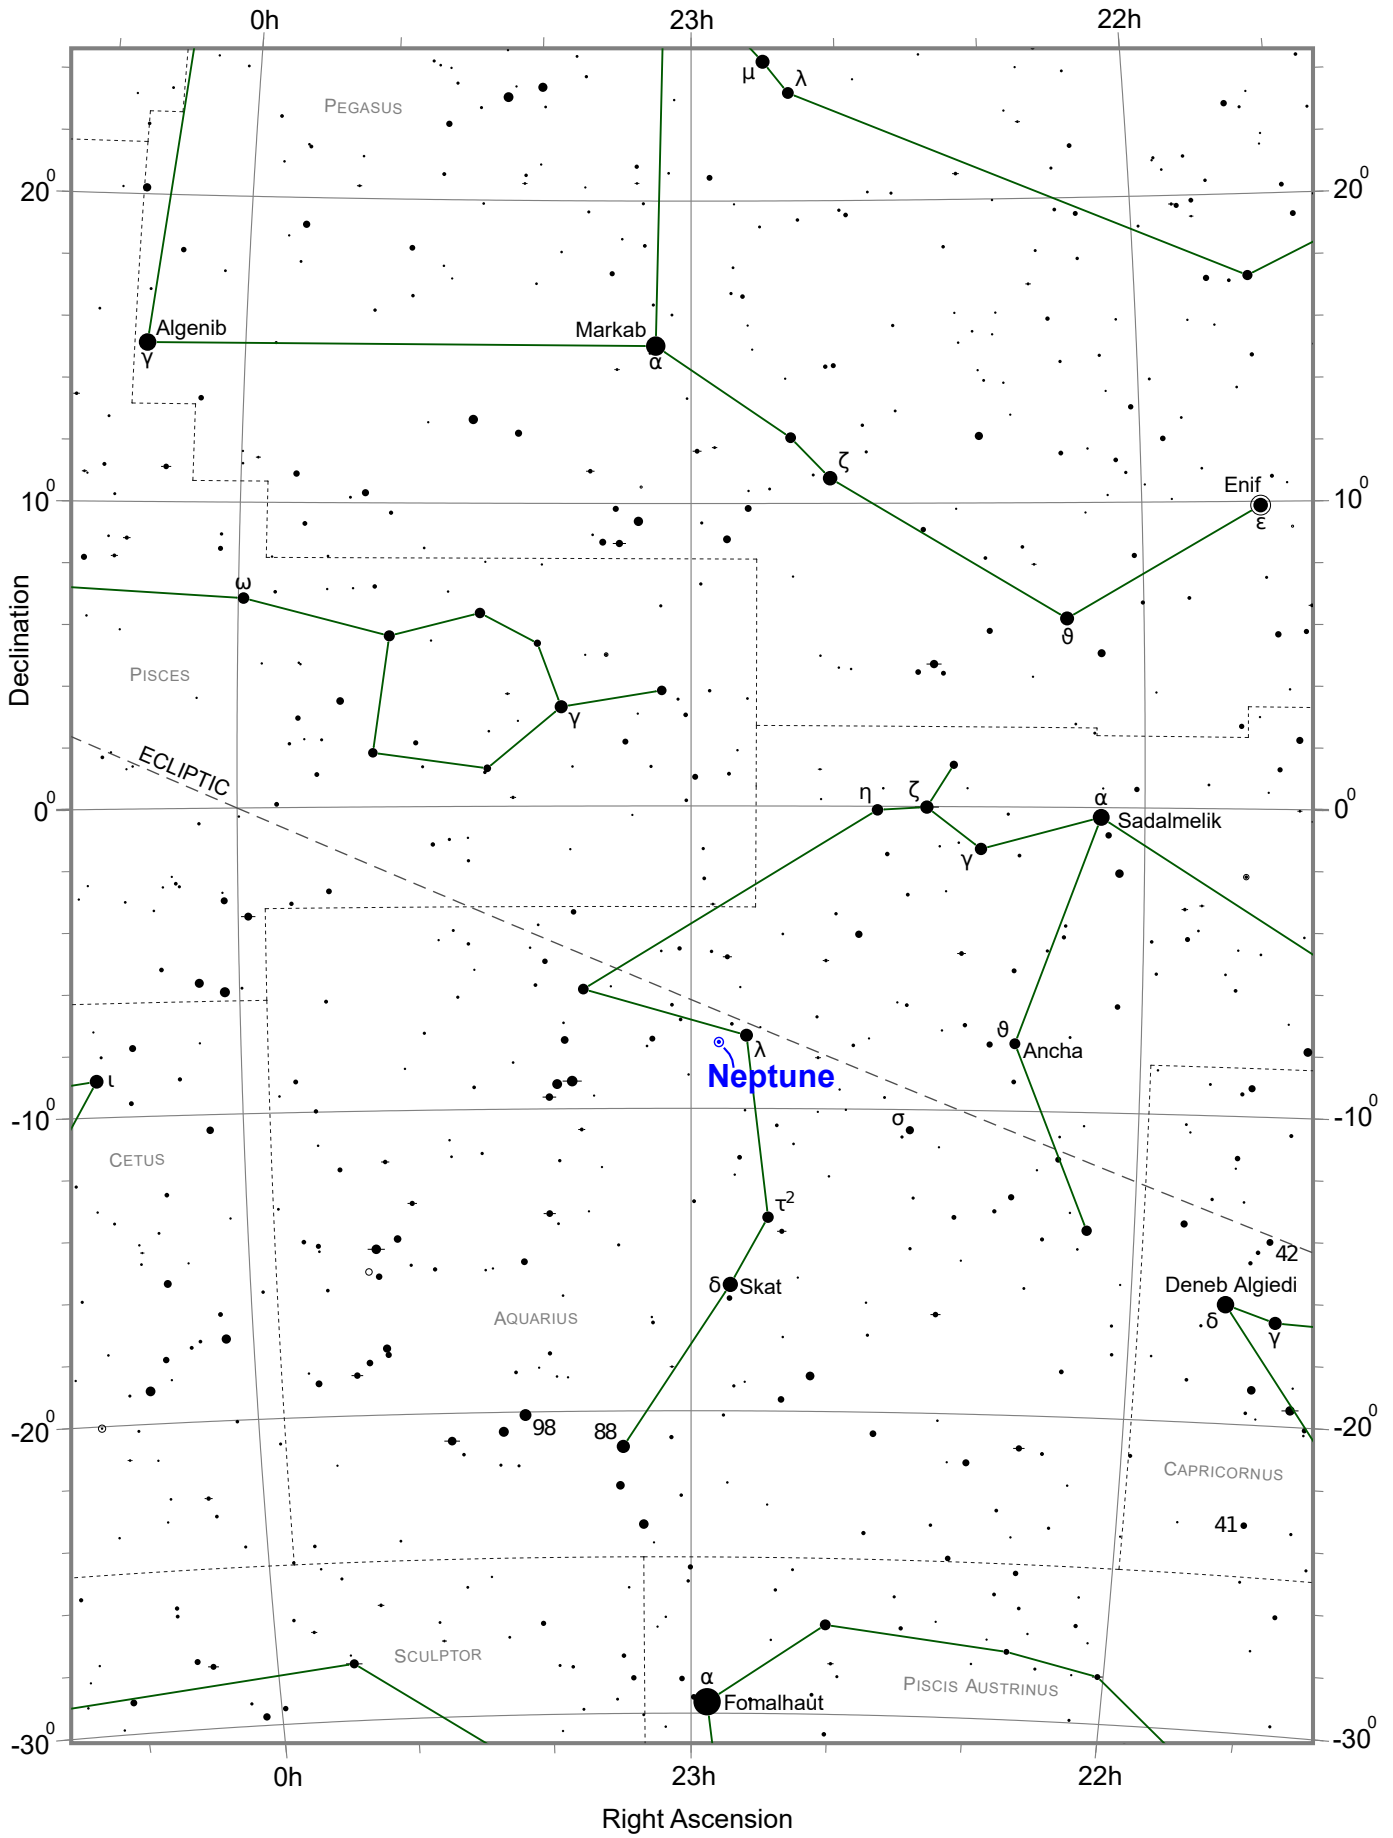 0h 23h 22h
μ λ
PEGASUS
20⁰ 20⁰
Algenib Markab
γ α
ζ
Enif
10⁰ 10⁰
ε
ω
ϑ
Declination
PISCES
γ
ECLIPTIC
η ζ α
0⁰ 0⁰
Sadalmelik
γ
ϑ
λ Ancha
Neptune
ι
-10⁰ σ -10⁰
CETUS
τ²
42
δ Skat Deneb Algiedi
AQUARIUS δ
γ
98 88
-20⁰ -20⁰
CAPRICORNUS
41
SCULPTOR
α
PISCIS AUSTRINUS
Fomalhaut
-30⁰ -30⁰
0h 23h 22h
Right Ascension